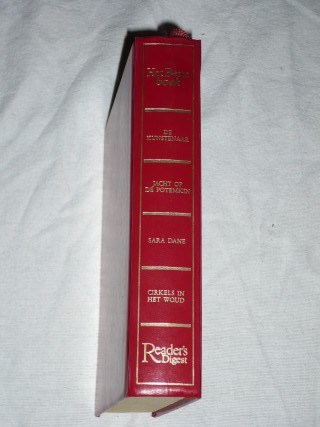 Het Beste
Boek
DE
KUNSTENAAR
JACHT OP
DE POTEMKIN
SARA DANE
CIRKELS IN
HET WOUD
Reader's
Digest